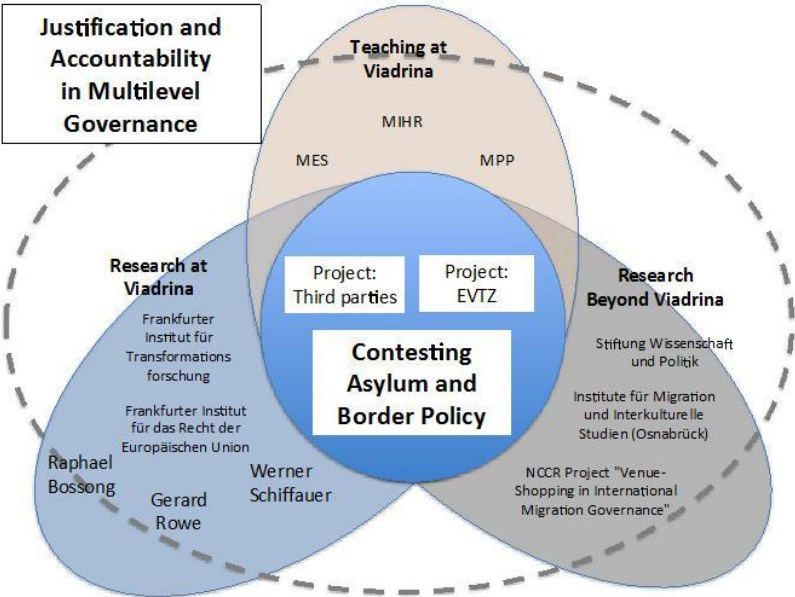 Justification and
Accountability
in Multilevel
Governance
Teaching at
Viadrina
MIHR
MES
MPP
Research at
Viadrina
Frankfurter
Institut für
Transformations
forschung
Frankfurter Institut
für das Recht der
Europäischen Union
Raphael
Bossong
Gerard
Rowe
Werner
Schiffauer
Project:
Third parties
Project:
EVTZ
Contesting
Asylum and
Border Policy
Research
Beyond Viadrina
Stiftung Wissenschaft
und Politik
Institute für Migration
und Interkulturelle
Studien (Osnabrück)
NCCR Project "Venue-
Shopping in International
Migration Governance"